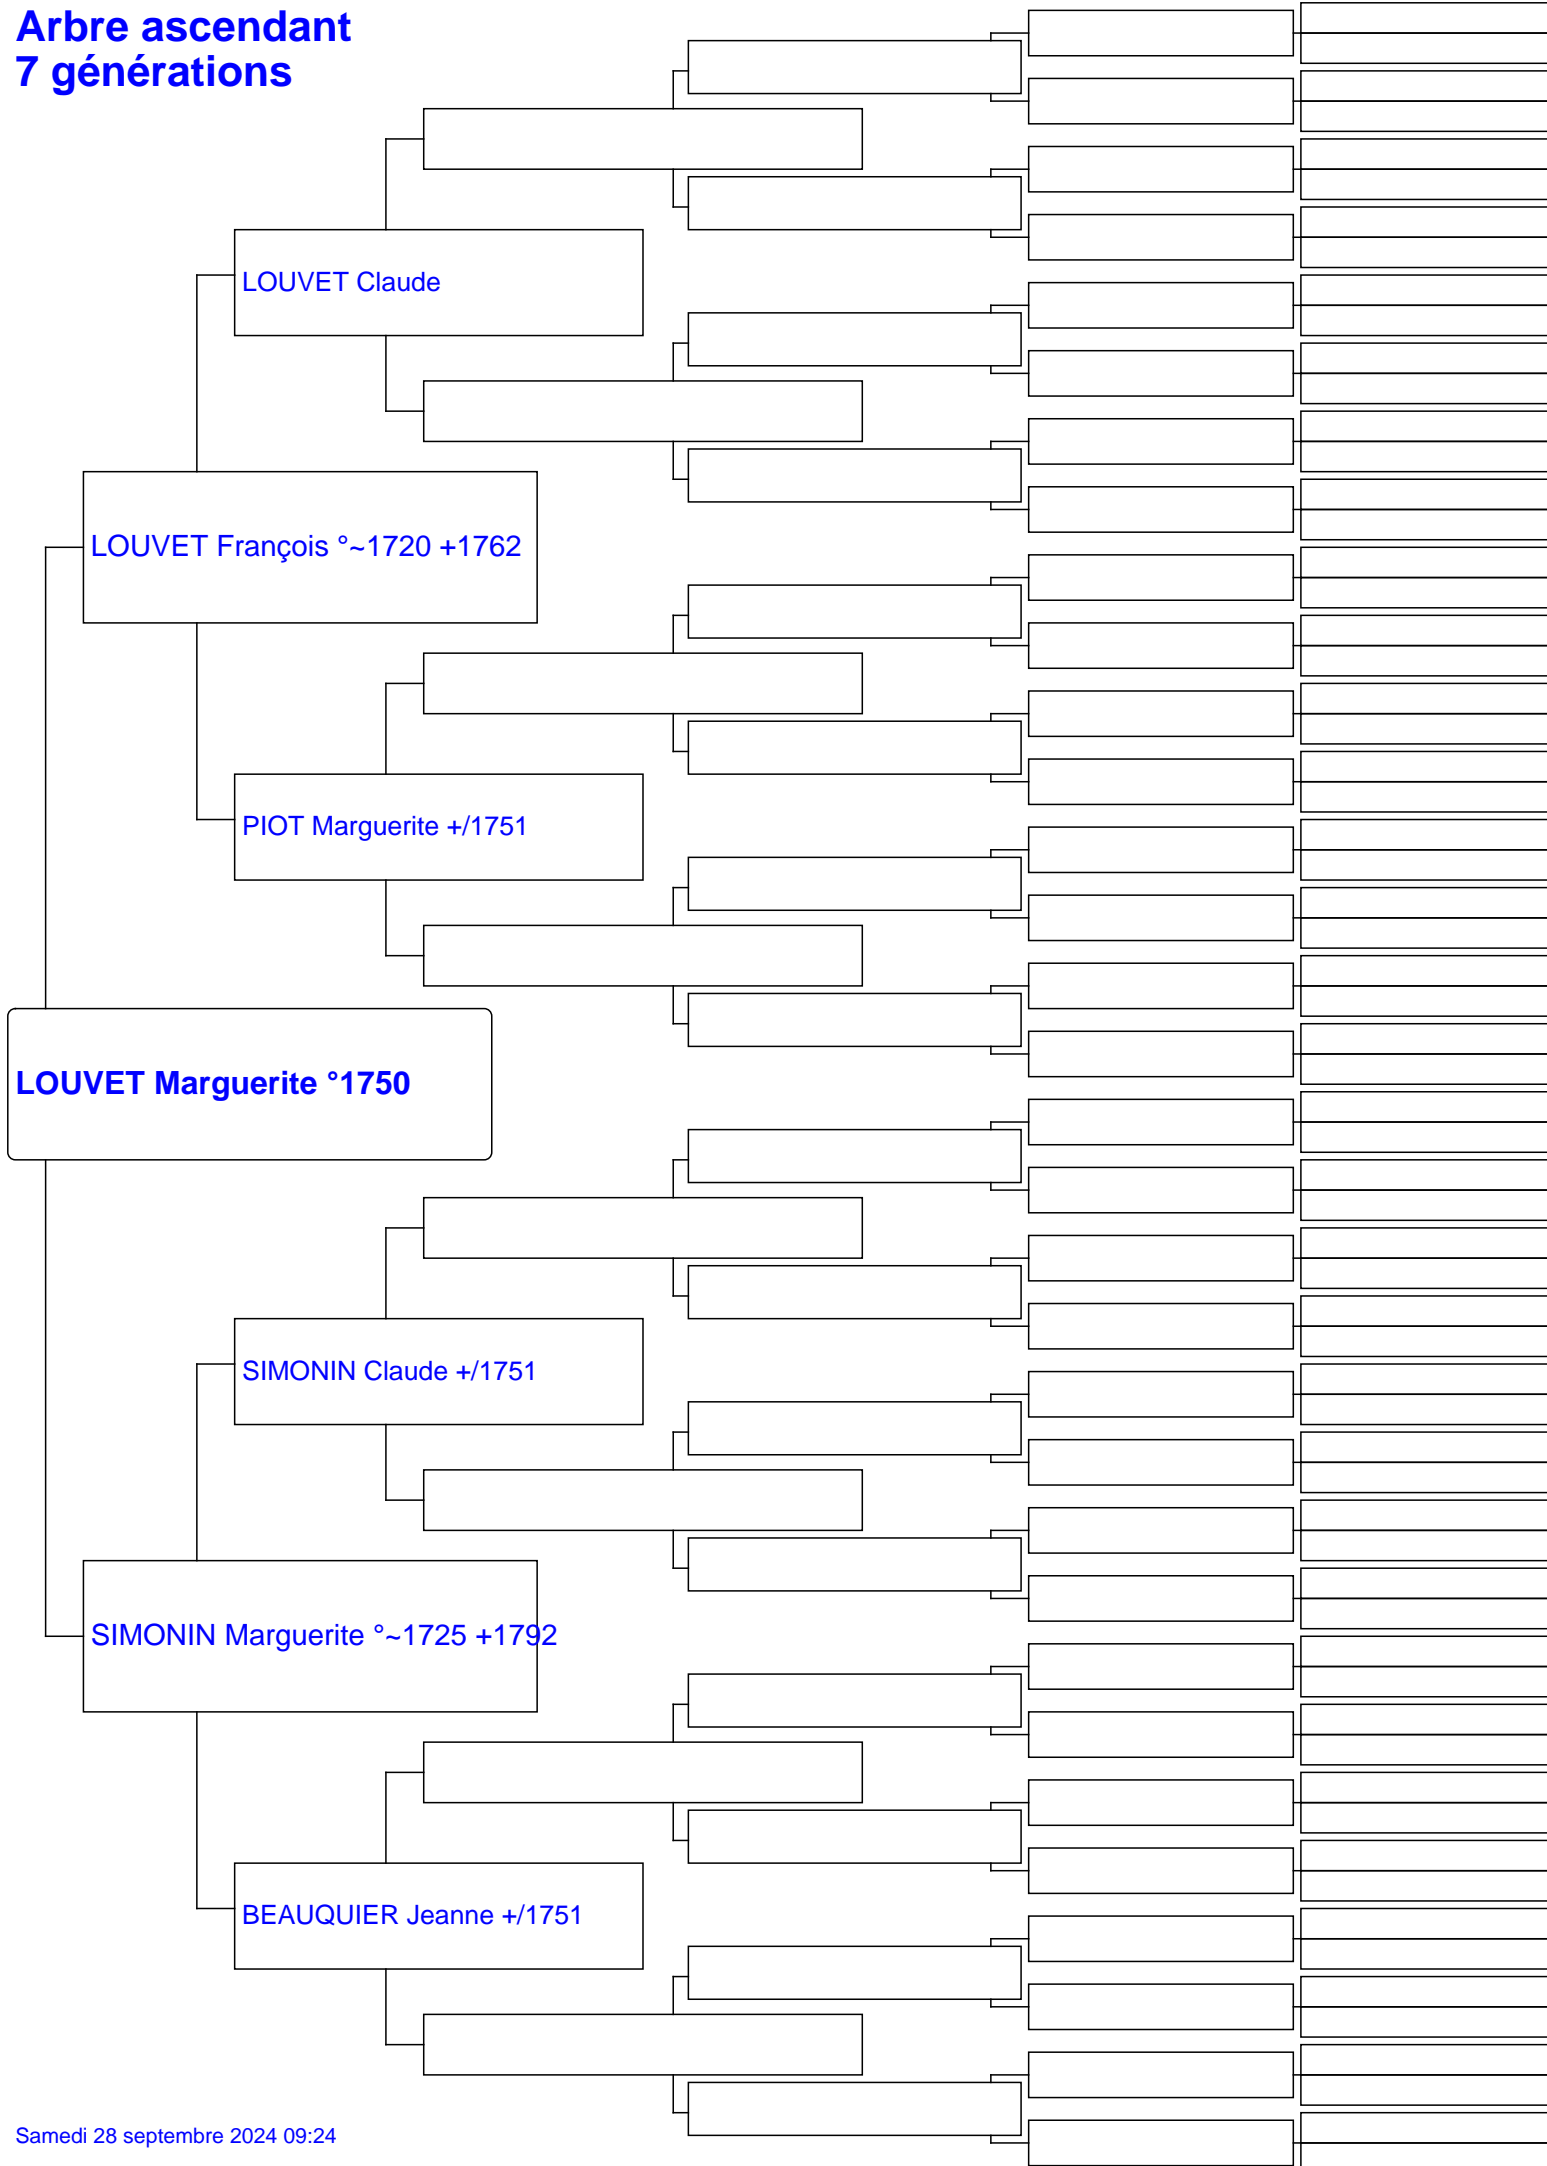 Arbre ascendant
7 générations
LOUVET Claude
LOUVET François °~1720 +1762
PIOT Marguerite +/1751
LOUVET Marguerite °1750
SIMONIN Claude +/1751
SIMONIN Marguerite °~1725 +1792
BEAUQUIER Jeanne +/1751
Samedi 28 septembre 2024 09:24